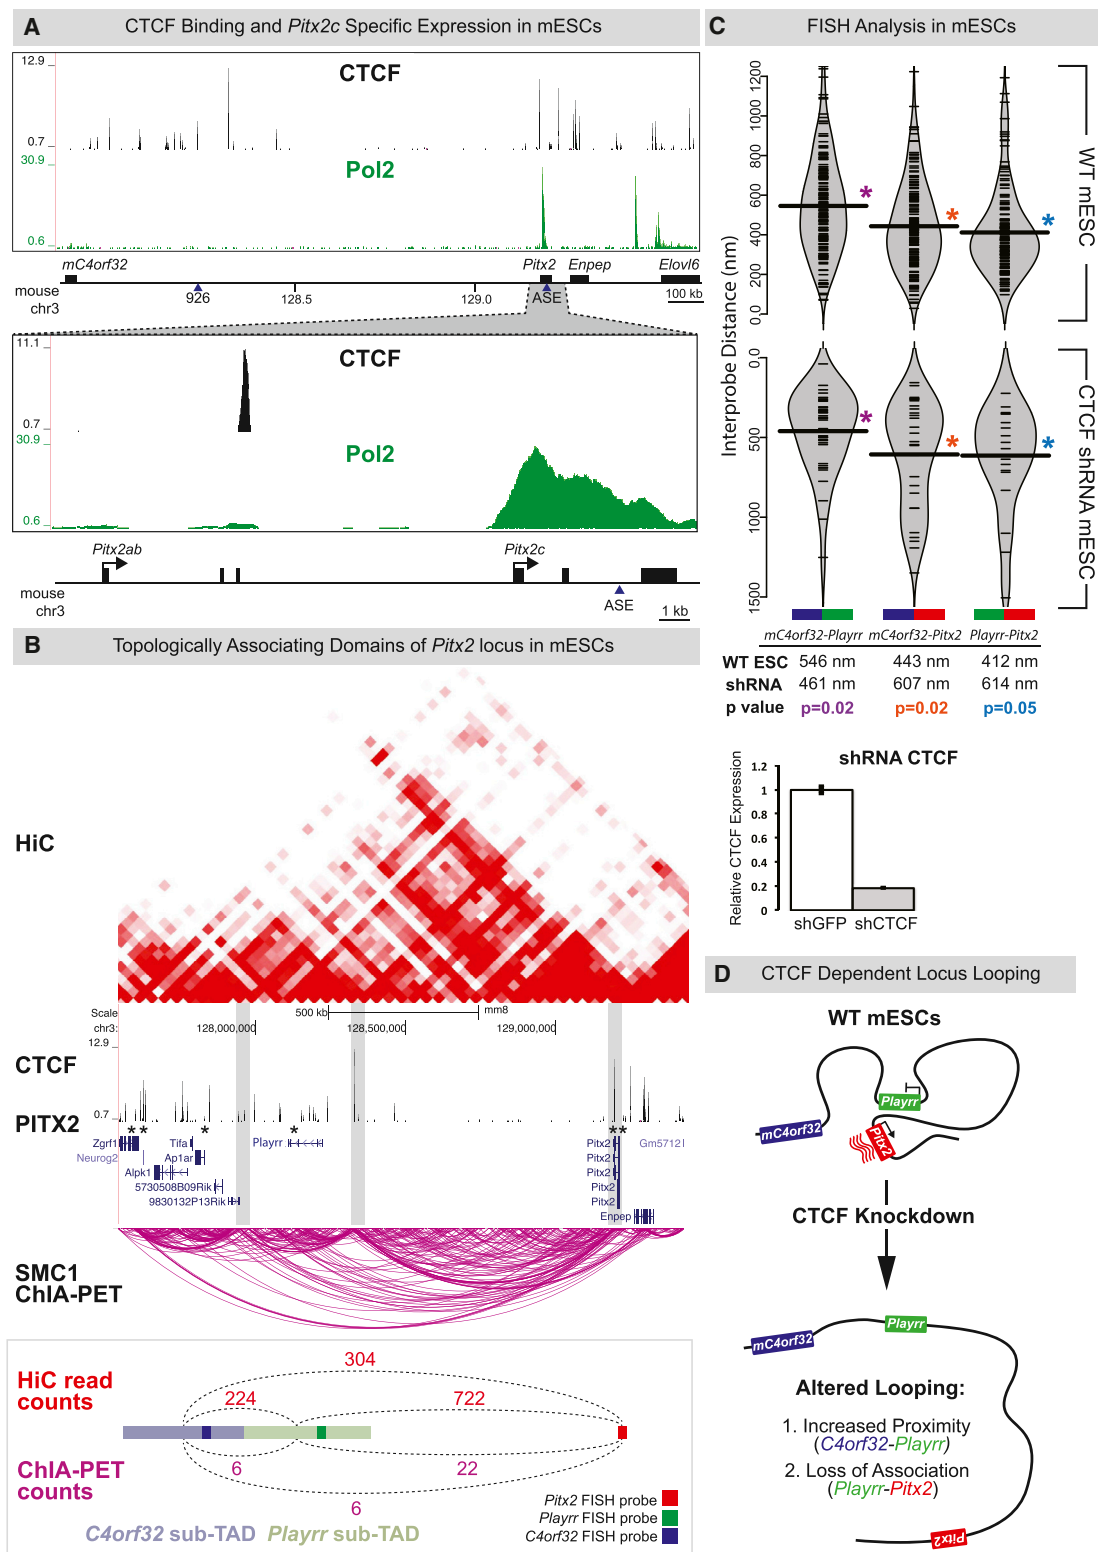 A CTCF Binding and Pitx2c Specific Expression in mESCs
12.9
CTCF
0.7
30.9
Pol2
0.6
mC4orf32
Pitx2
Enpep
Elovl6
mouse
chr3
926
128.5
129.0
ASE
100 kb
11.1
CTCF
0.7
30.9
Pol2
0.6
Pitx2ab
Pitx2c
mouse
chr3
ASE
1 kb
B Topologically Associating Domains of Pitx2 locus in mESCs
HiC
Scale
500 kb
mm8
chr3:
128,000,000
128,500,000
129,000,000
12.9
CTCF
0.7
PITX2
* * * * **
Zgrf1
Tifa
Playrr
Pitx2
Gm5712
Neurog2
Ap1ar
Pitx2
Alpk1
Pitx2
5730508B09Rik
Pitx2
9830132P13Rik
Pitx2
Enpep
SMC1
ChIA-PET
HiC read
counts
304
224
722
ChIA-PET
counts
6
22
6
C4orf32 sub-TAD
Playrr sub-TAD
Pitx2 FISH probe
Playrr FISH probe
C4orf32 FISH probe
C FISH Analysis in mESCs
Interprobe Distance (nm)
1200
1000
800
600
400
200
0.0
* * *
WT mESC
0.0
500
1000
1500
* * *
CTCF shRNA mESC
mC4orf32-Playrr mC4orf32-Pitx2 Playrr-Pitx2
WT ESC 546 nm 443 nm 412 nm
shRNA 461 nm 607 nm 614 nm
p value p=0.02 p=0.02 p=0.05
shRNA CTCF
Relative CTCF Expression
1.2
1
0.8
0.6
0.4
0.2
0
shGFP shCTCF
D CTCF Dependent Locus Looping
WT mESCs
Playrr
mC4orf32
Pitx2
CTCF Knockdown
mC4orf32
Playrr
Altered Looping:
1. Increased Proximity
(C4orf32-Playrr)
2. Loss of Association
(Playrr-Pitx2)
Pitx2